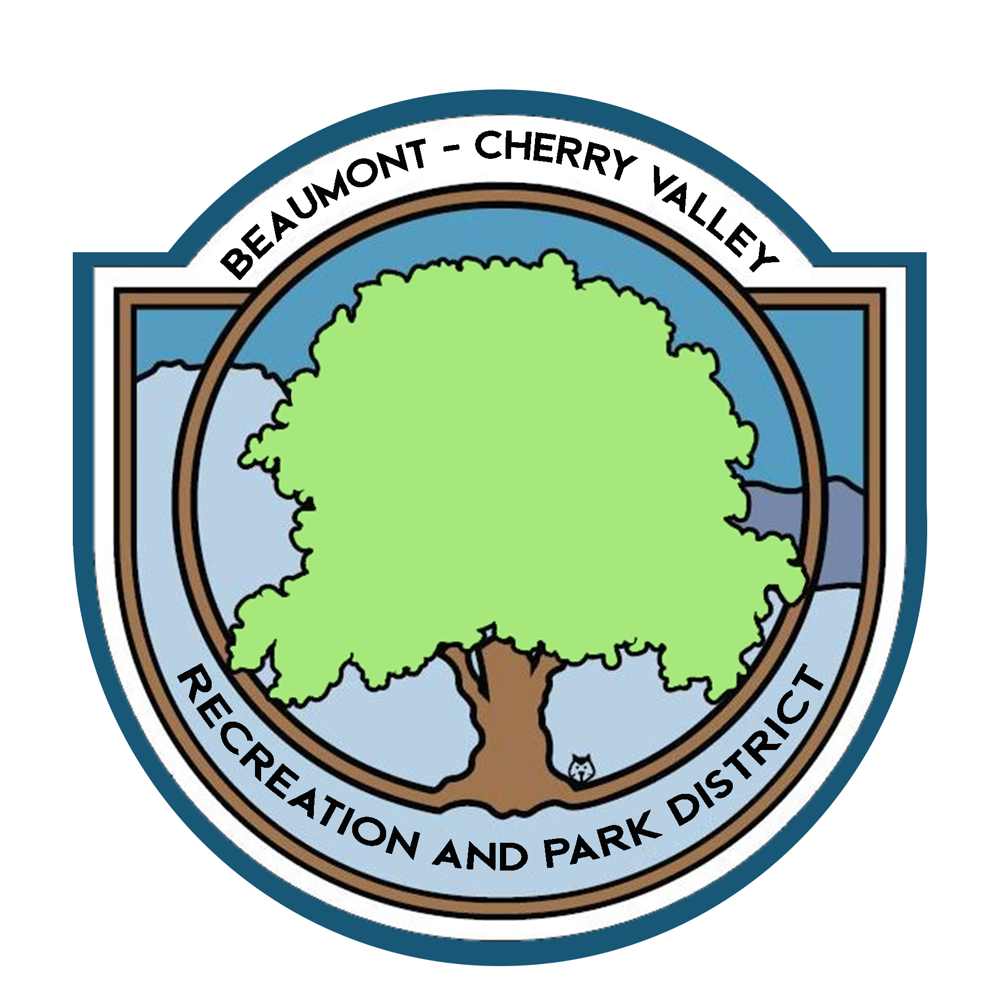 BEAUMONT - CHERRY VALLEY
RECREATION AND PARK DISTRICT